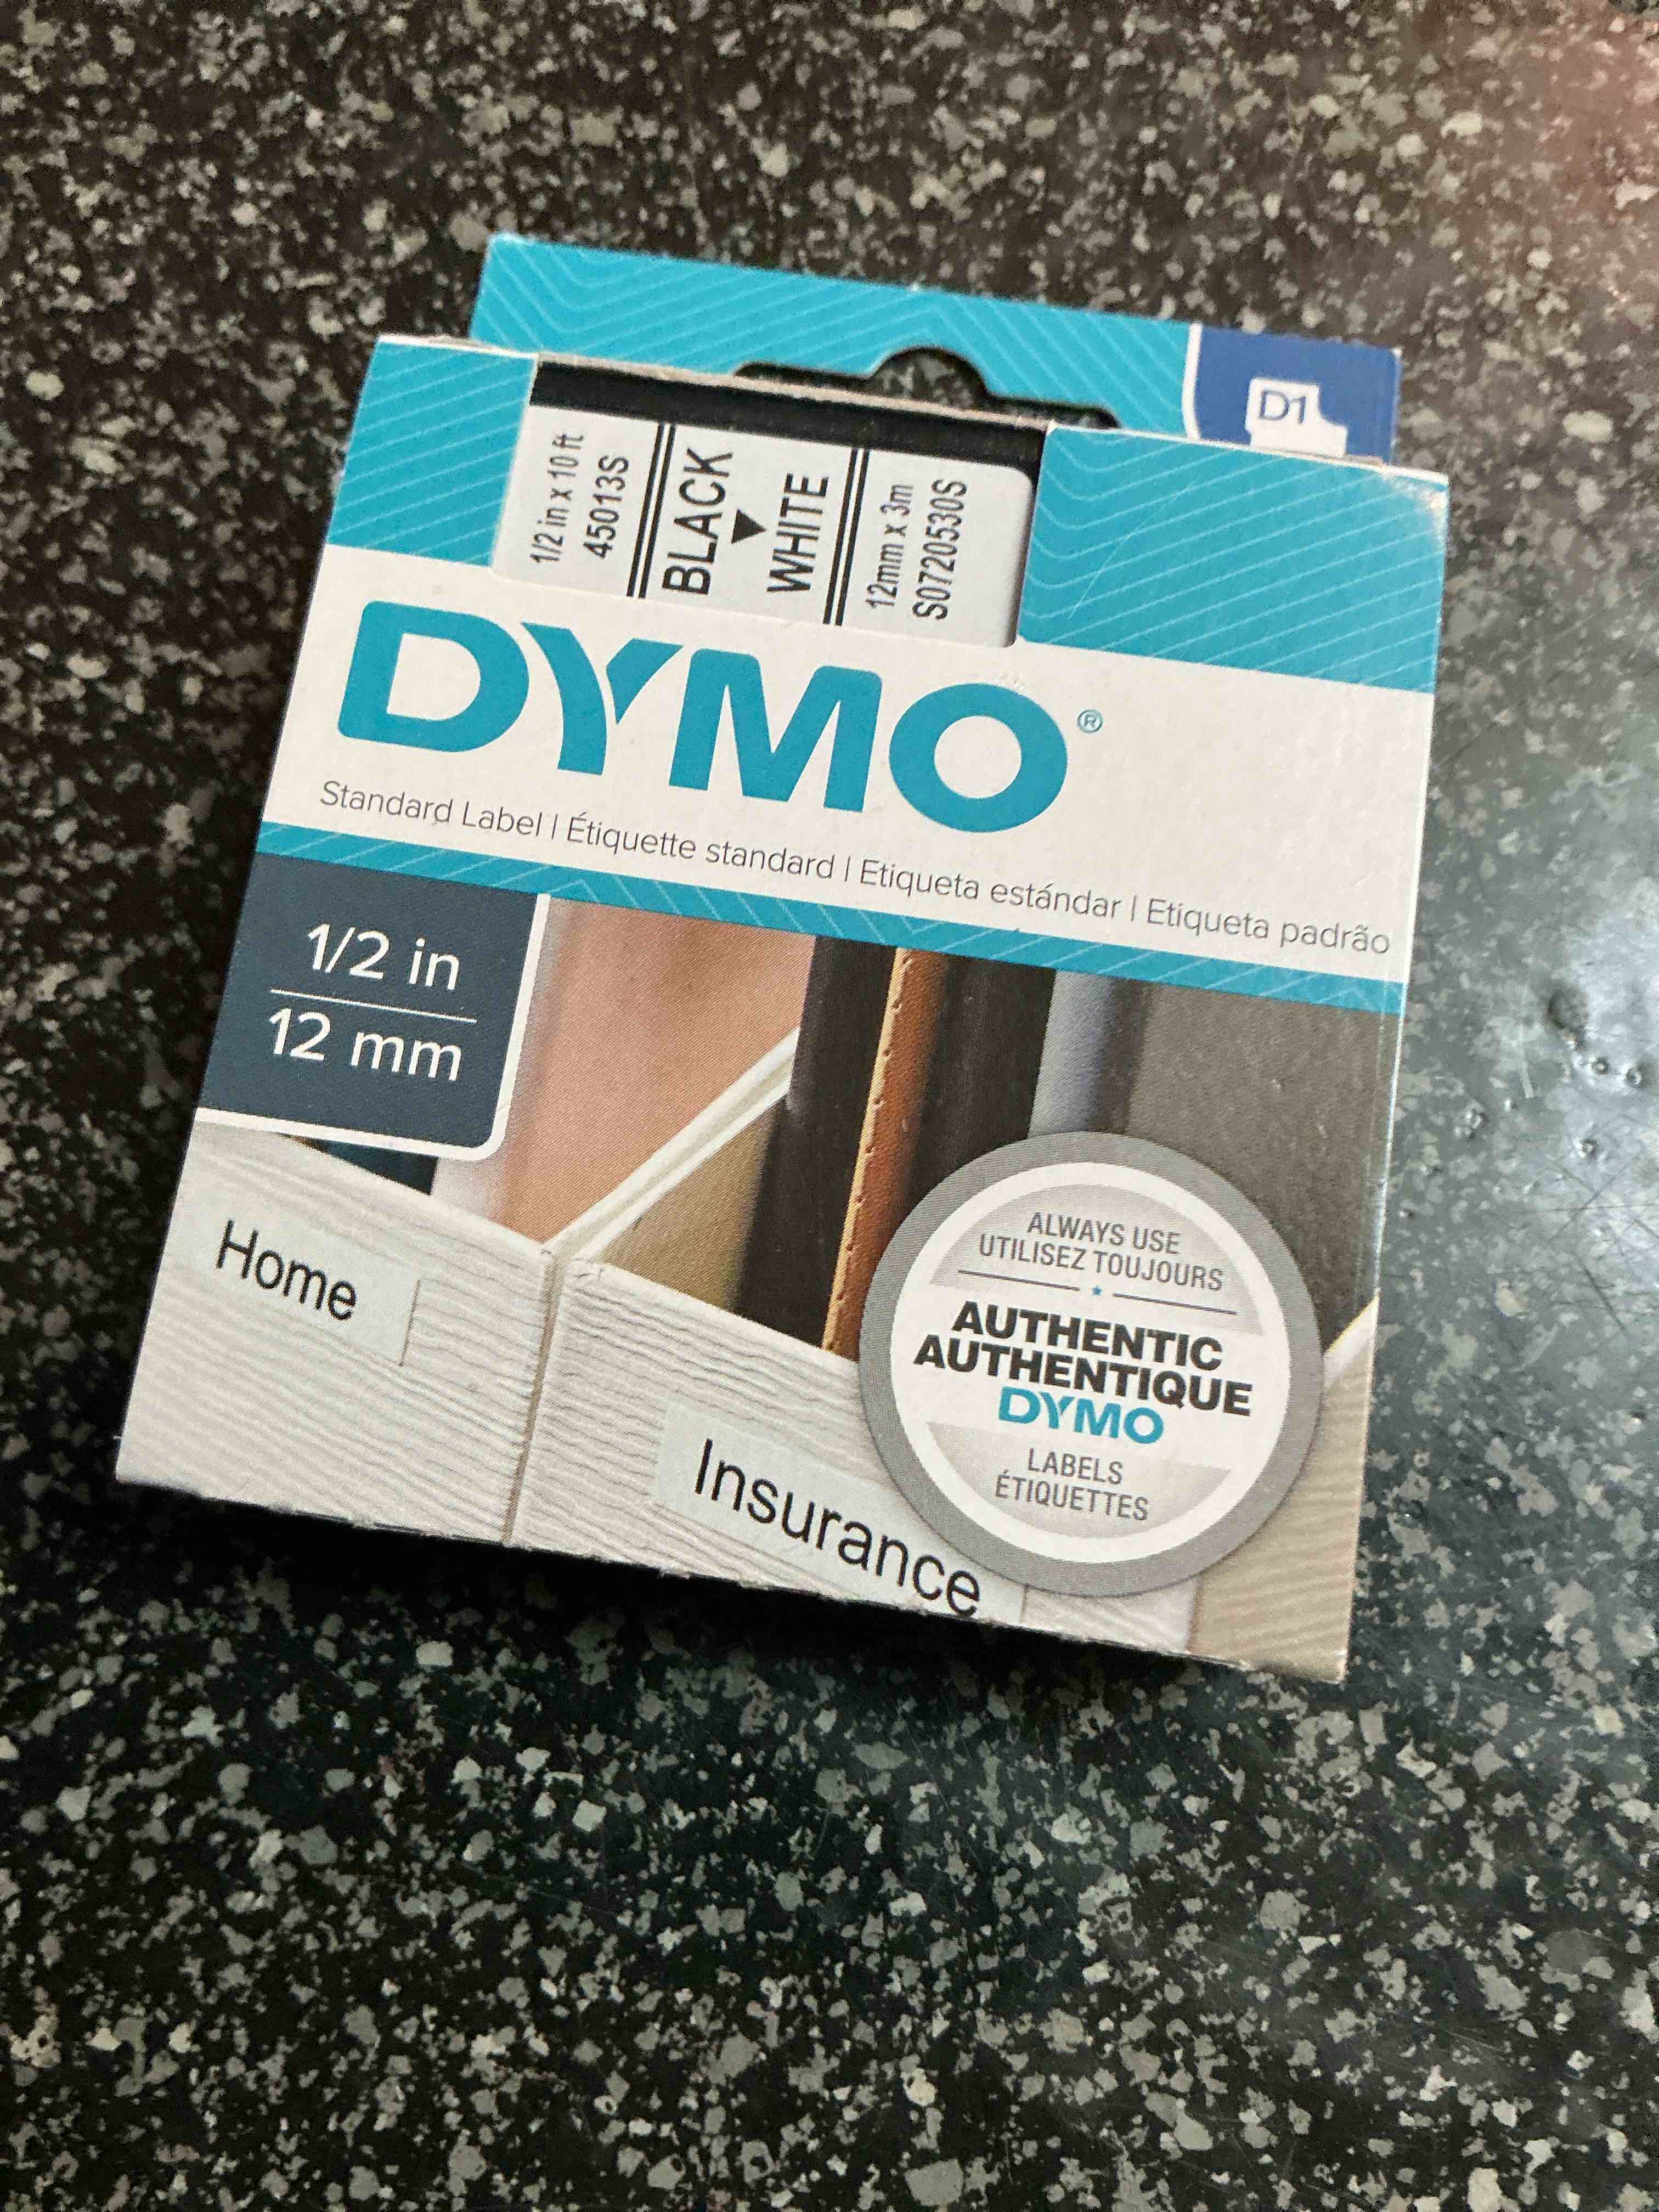 D1
1/2 in x 10 ft
45013S
BLACK
WHITE
12mm x 3m
S0720530S
DYMO®
Standard Label | Étiquette standard | Etiqueta estándar | Etiqueta padrão
1/2 in
12 mm
Home
Insurance
ALWAYS USE
UTILISEZ TOUJOURS
AUTHENTIC
AUTHENTIQUE
DYMO
LABELS
ÉTIQUETTES